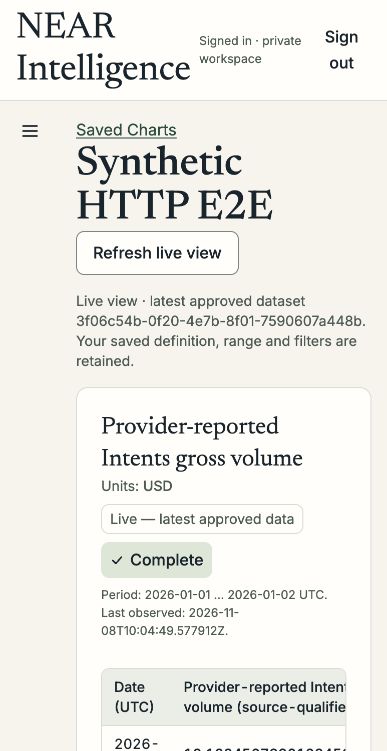 NEAR
Intelligence
Signed in · private
workspace
Sign
out
Saved Charts
Synthetic
HTTP E2E
Refresh live view
Live view · latest approved dataset
3f06c54b-0f20-4e7b-8f01-7590607a448b.
Your saved definition, range and filters are
retained.
Provider-reported
Intents gross volume
Units: USD
Live — latest approved data
✓ Complete
Period: 2026-01-01 … 2026-01-02 UTC.
Last observed: 2026-11-
08T10:04:49.577912Z.
Date
(UTC)
Provider-reported Intent
volume (source-qualifie
2026-